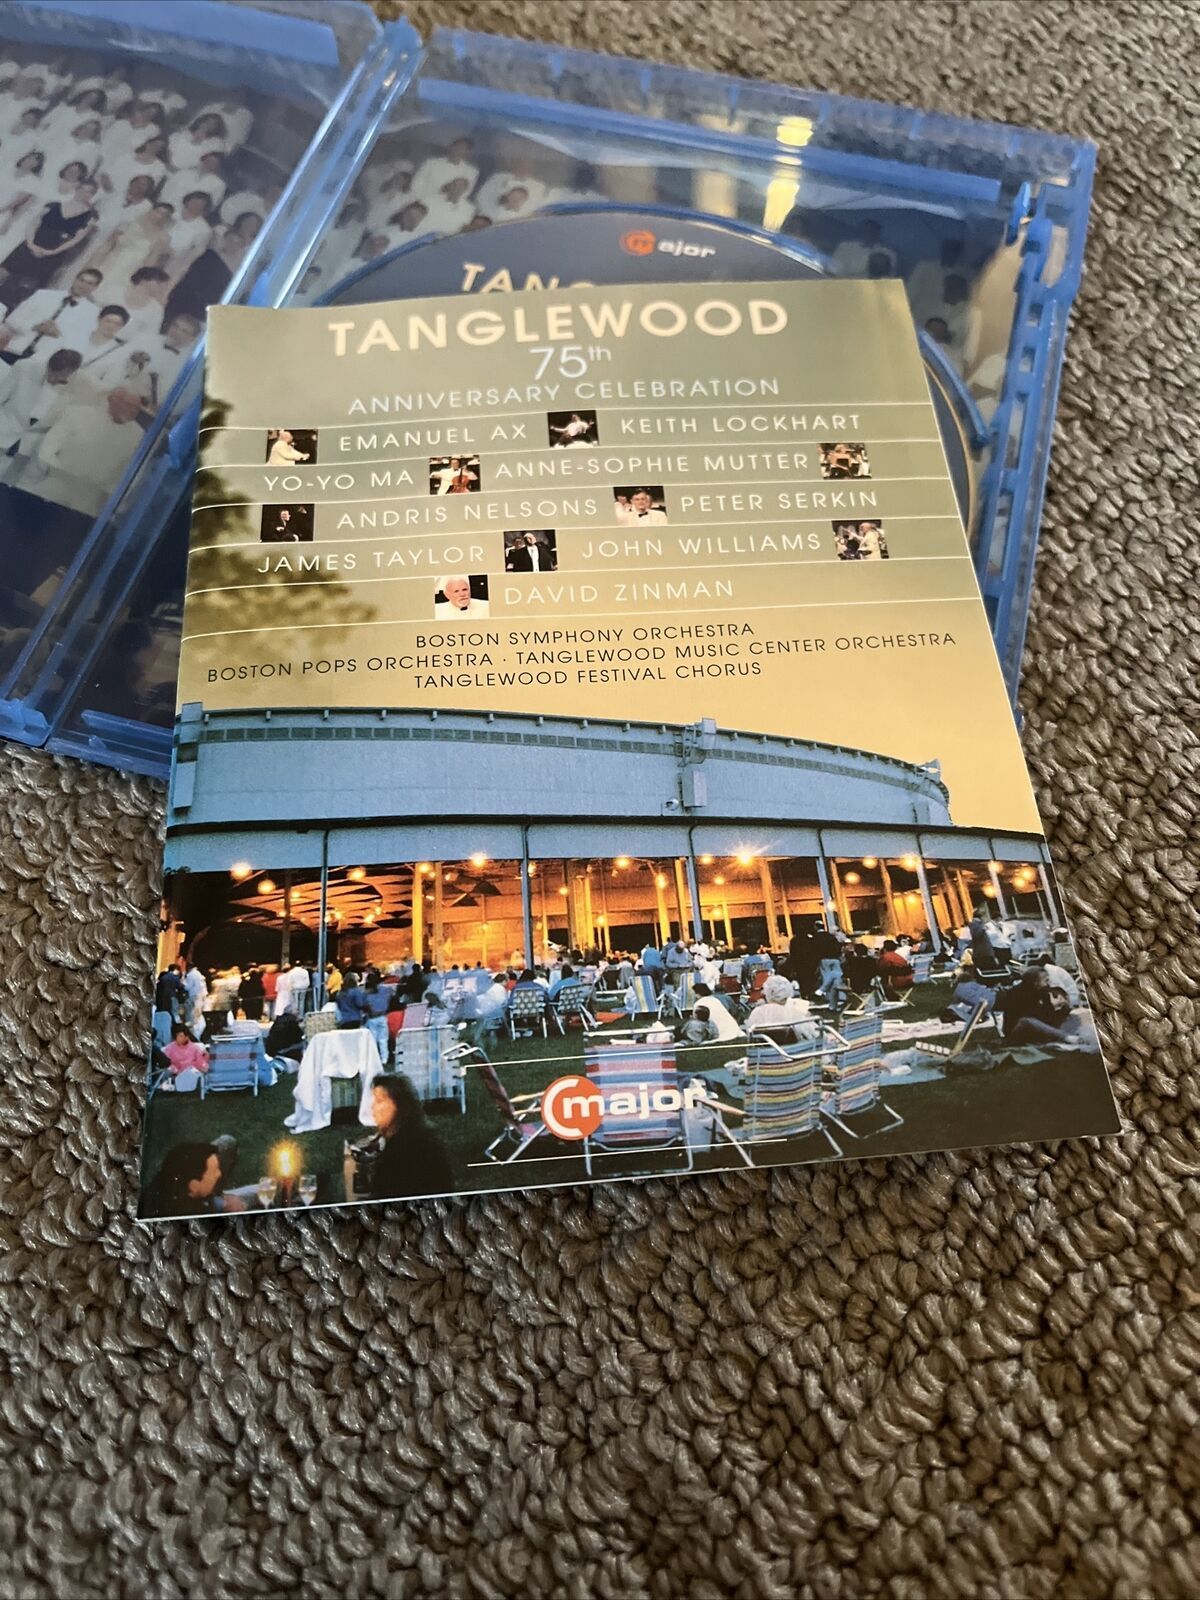 major
TANG
TANGLEWOOD
75th
ANNIVERSARY CELEBRATION
EMANUEL AX KEITH LOCKHART
YO-YO MA ANNE-SOPHIE MUTTER
ANDRIS NELSONS PETER SERKIN
JAMES TAYLOR JOHN WILLIAMS
DAVID ZINMAN
BOSTON SYMPHONY ORCHESTRA
BOSTON POPS ORCHESTRA · TANGLEWOOD MUSIC CENTER ORCHESTRA
TANGLEWOOD FESTIVAL CHORUS
major